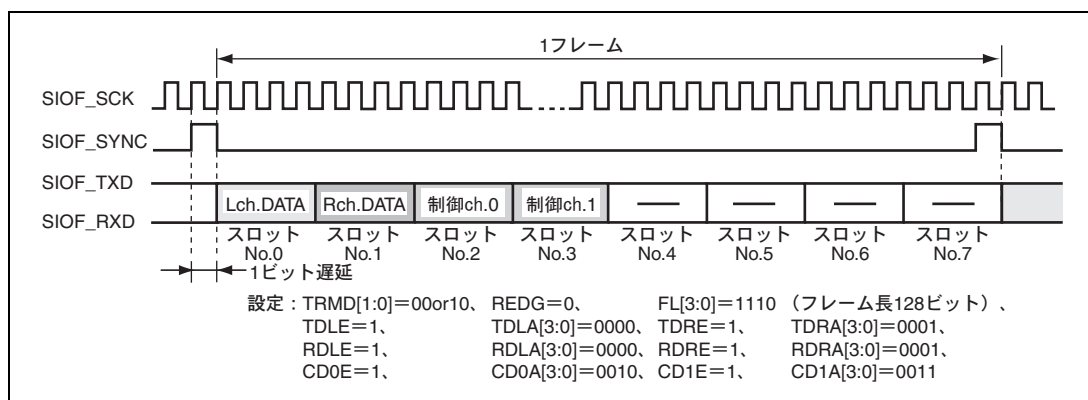 1フレーム
SIOF_SCK
SIOF_SYNC
SIOF_TXD
SIOF_RXD
Lch.DATA Rch.DATA 制御ch.0 制御ch.1 — — — —
スロット スロット スロット スロット スロット スロット スロット スロット
No.0 No.1 No.2 No.3 No.4 No.5 No.6 No.7
1ビット遅延
設定：TRMD[1:0]＝00or10、 REDG＝0、 FL[3:0]＝1110 （フレーム長128ビット）、
TDLE＝1、 TDLA[3:0]＝0000、 TDRE＝1、 TDRA[3:0]＝0001、
RDLE＝1、 RDLA[3:0]＝0000、 RDRE＝1、 RDRA[3:0]＝0001、
CD0E＝1、 CD0A[3:0]＝0010、 CD1E＝1、 CD1A[3:0]＝0011